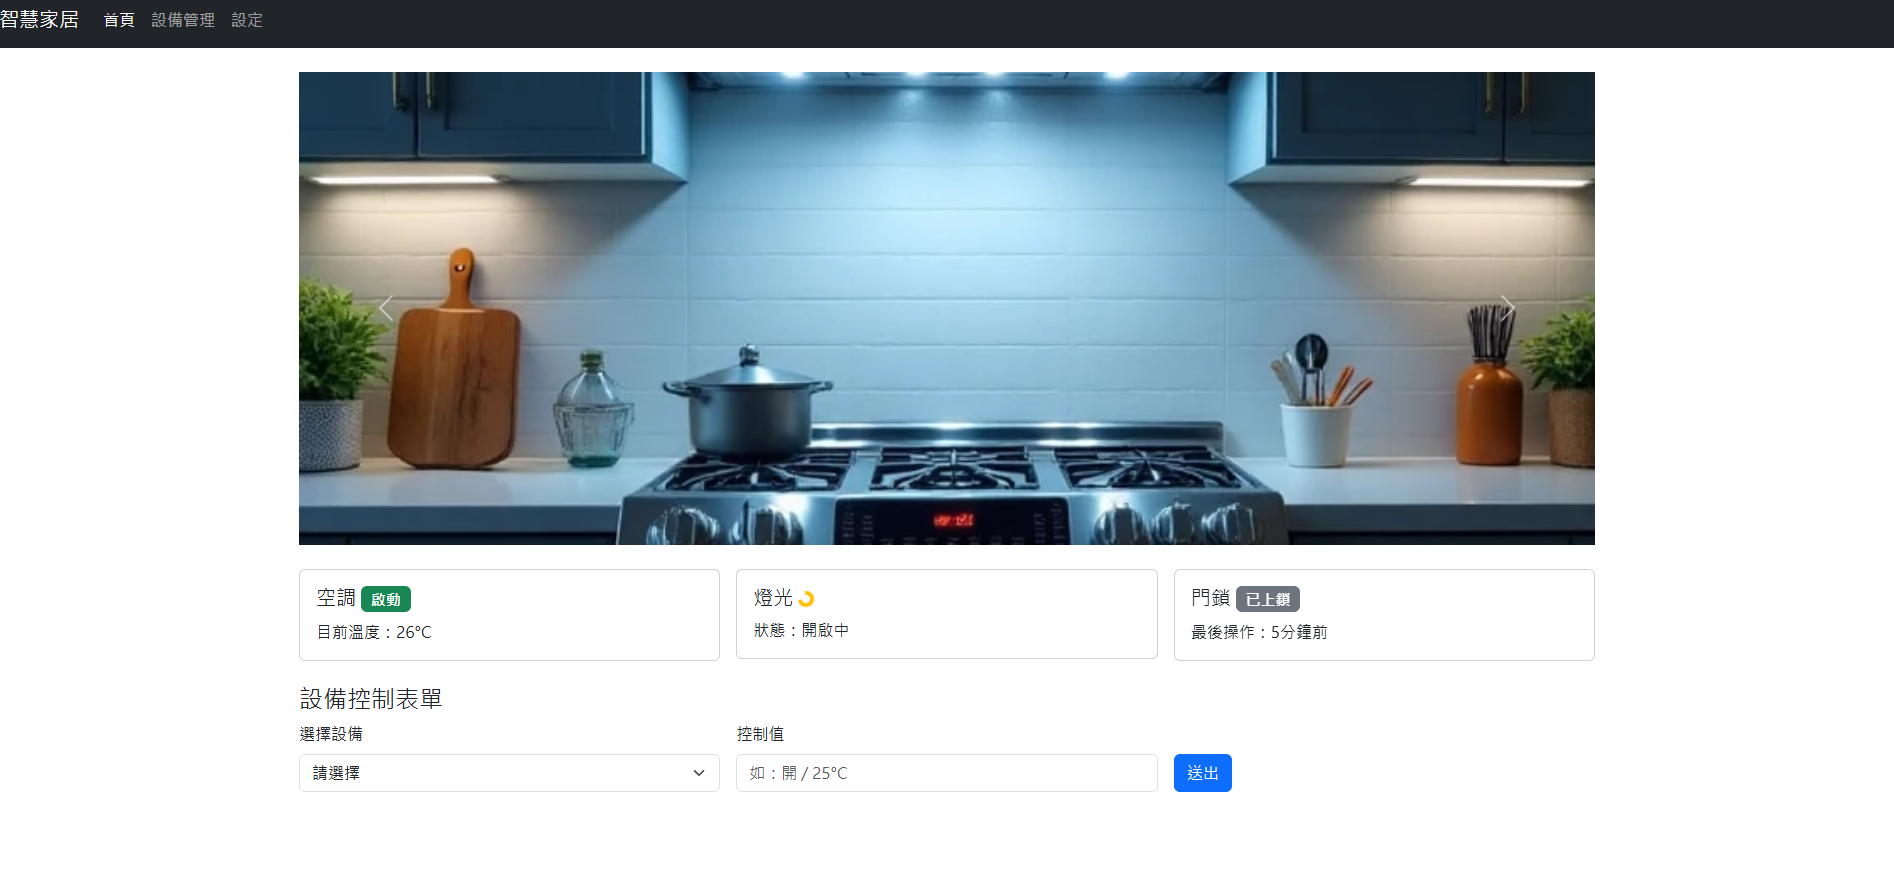 智慧家居 首頁 設備管理 設定
空調 啟動
目前溫度：26°C
燈光
狀態：開啟中
門鎖 已上鎖
最後操作：5分鐘前
設備控制表單
選擇設備 控制值
請選擇 如：開 / 25°C 送出